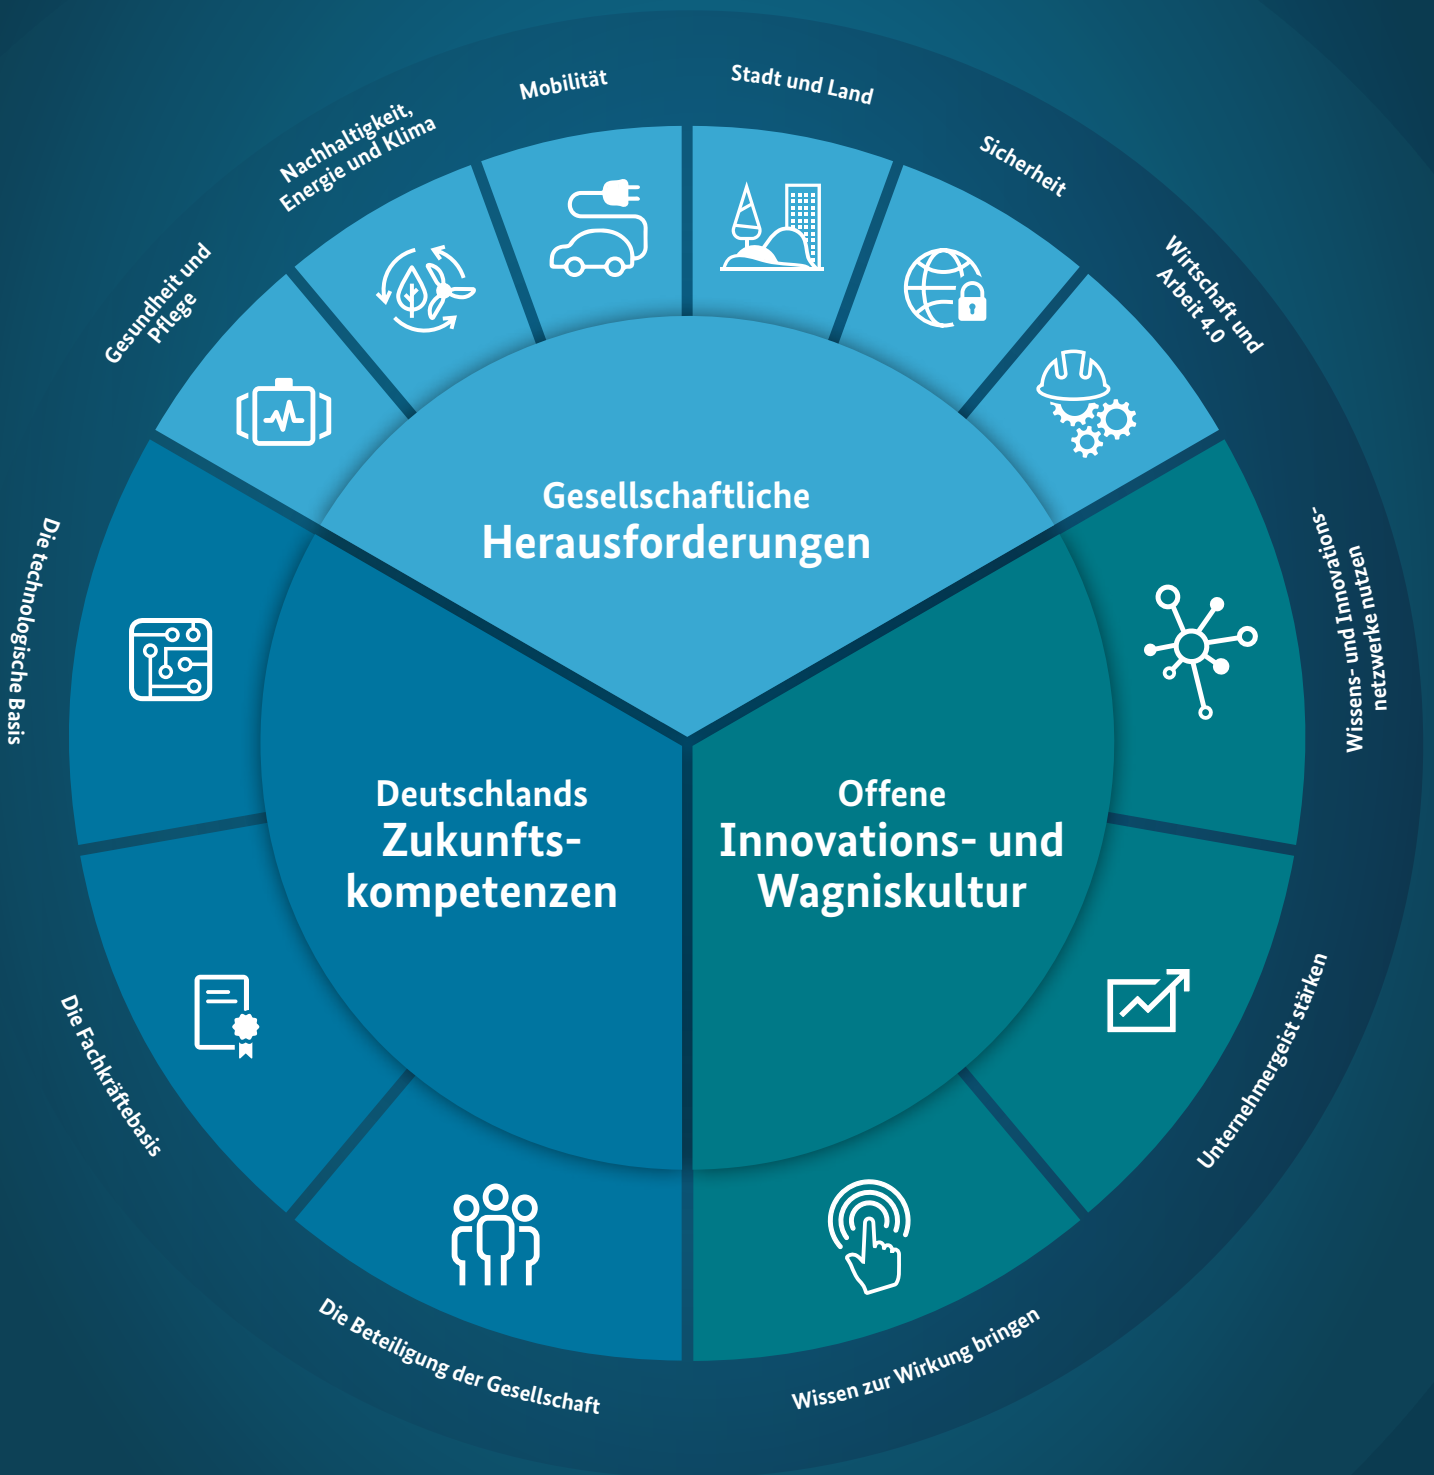 Mobilität
Stadt und Land
Nachhaltigkeit,
Energie und Klima
Sicherheit
Gesundheit und
Pflege
Wirtschaft und
Arbeit 4.0
Gesellschaftliche
Herausforderungen
Die technologische Basis
Wissens- und Innovations-
netzwerke nutzen
Deutschlands
Zukunfts-
kompetenzen
Offene
Innovations- und
Wagniskultur
Die Fachkräftebasis
Unternehmergeist stärken
Die Beteiligung der Gesellschaft
Wissen zur Wirkung bringen